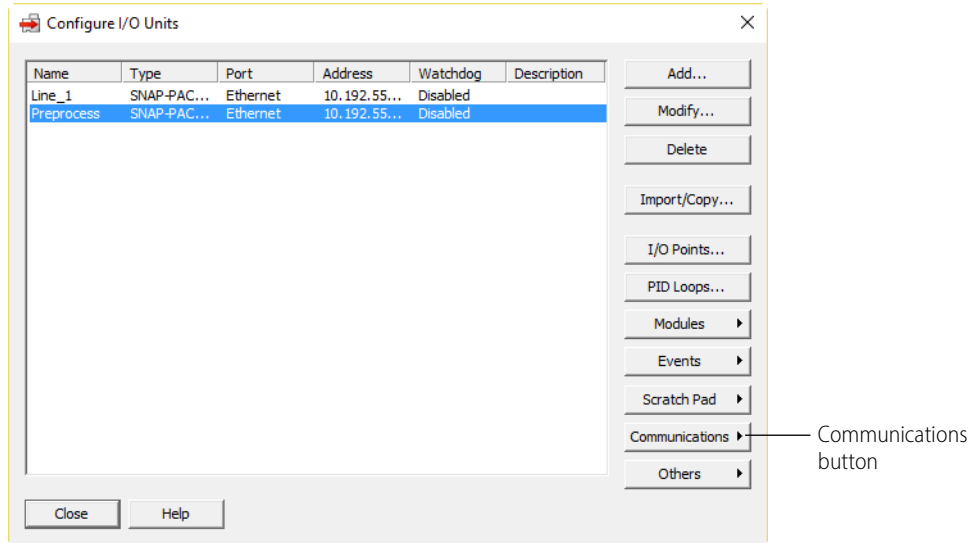 Configure I/O Units
Name Type Port Address Watchdog Description
Line_1 SNAP-PAC... Ethernet 10.192.55... Disabled
Preprocess SNAP-PAC... Ethernet 10.192.55... Disabled
Add...
Modify...
Delete
Import/Copy...
I/O Points...
PID Loops...
Modules
Events
Scratch Pad
Communications
Others
Communications
button
Close Help